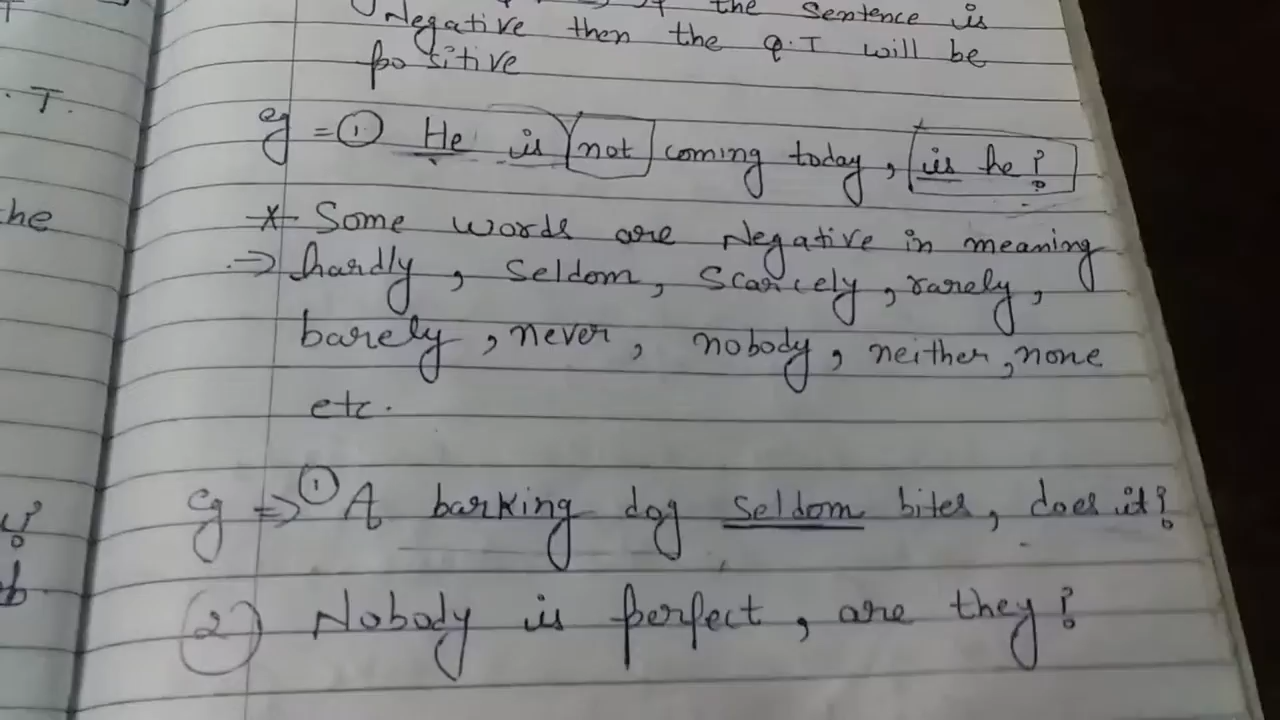 the Sentence is
Negative then the Q.T will be
positive
. T.
eg = ① He is not coming today, is he?
the
* Some words are Negative in meaning
⇒ hardly, Seldom, Scarcely, rarely,
barely, never, nobody, neither, none
etc.
eg ⇒ ① A barking dog Seldom bites, does it?
② Nobody is perfect, are they?